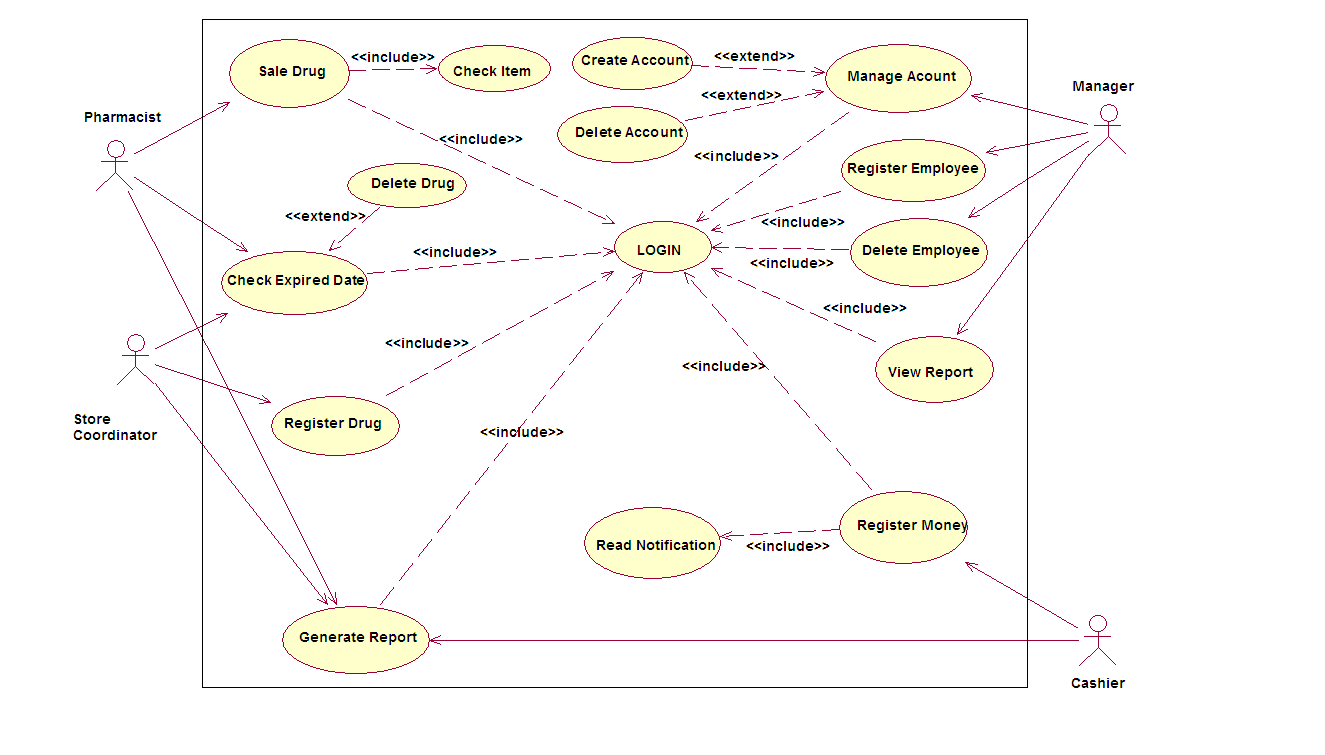 <<include>>
<<extend>>
Create Account
Manage Acount
Sale Drug
Check Item
Manager
<<extend>>
Pharmacist
Delete Account
<<include>>
<<include>>
Register Employee
Delete Drug
<<extend>>
<<include>>
<<include>>
LOGIN
Delete Employee
<<include>>
Check Expired Date
<<include>>
<<include>>
<<include>>
View Report
Store
Coordinator
Register Drug
<<include>>
Register Money
Read Notification
<<include>>
Generate Report
Cashier